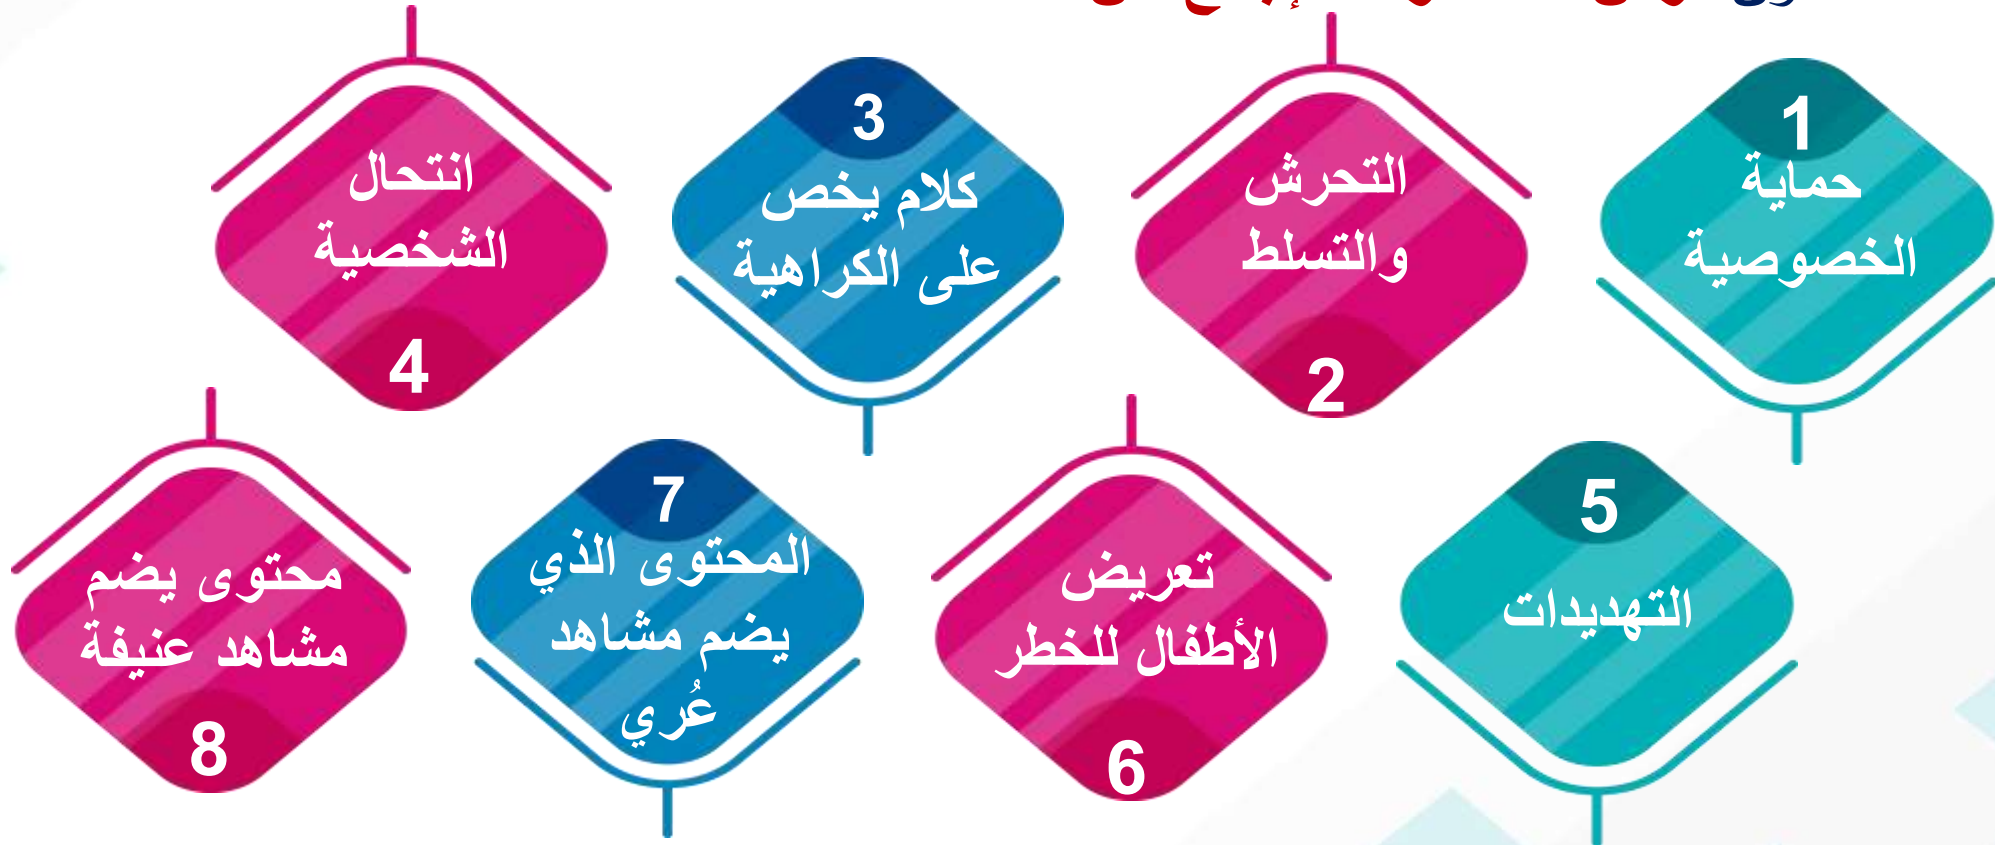 1
حماية
الخصوصية
2
التحرش
والتسلط
3
كلام يخص
على الكراهية
4
انتحال
الشخصية
5
التهديدات
6
تعريض
الأطفال للخطر
7
المحتوى الذي
يضم مشاهد
عُري
8
محتوى يضم
مشاهد عنيفة